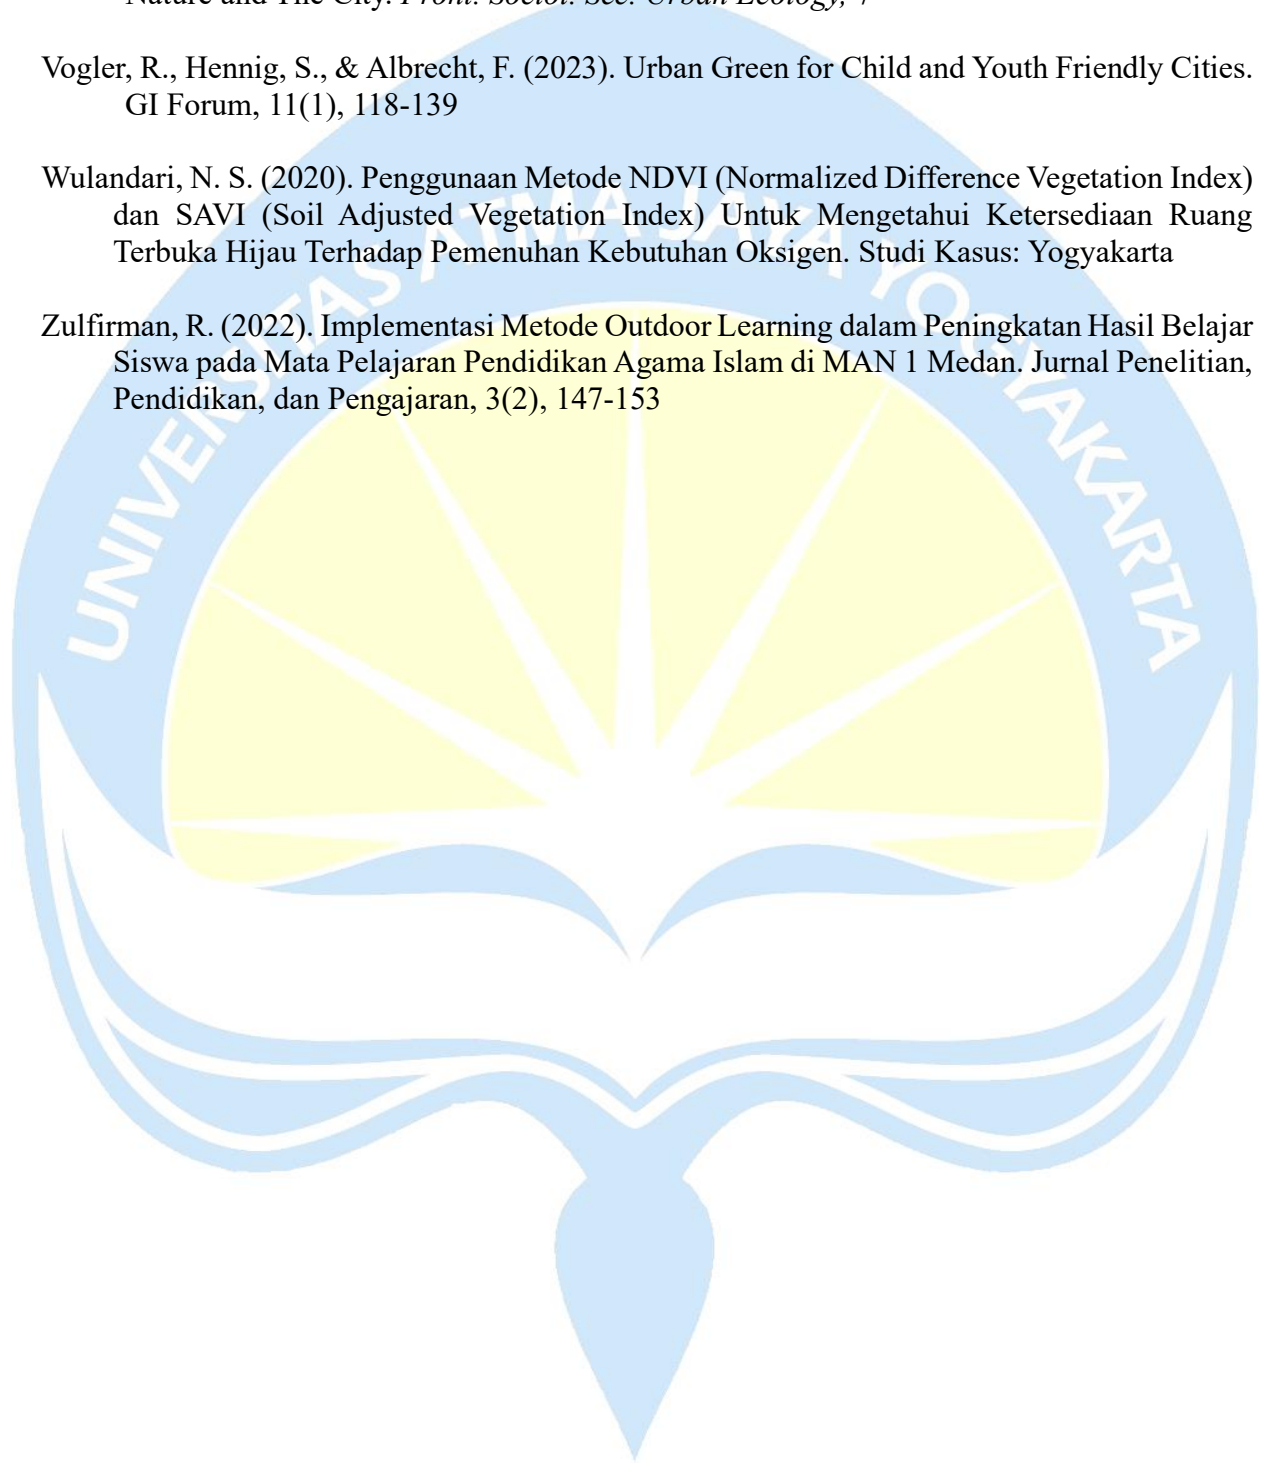 Nature and The City. Front. Sociol. Sec. Urban Ecology, 4
Vogler, R., Hennig, S., & Albrecht, F. (2023). Urban Green for Child and Youth Friendly Cities.
GI Forum, 11(1), 118-139
Wulandari, N. S. (2020). Penggunaan Metode NDVI (Normalized Difference Vegetation Index)
dan SAVI (Soil Adjusted Vegetation Index) Untuk Mengetahui Ketersediaan Ruang
Terbuka Hijau Terhadap Pemenuhan Kebutuhan Oksigen. Studi Kasus: Yogyakarta
Zulfirman, R. (2022). Implementasi Metode Outdoor Learning dalam Peningkatan Hasil Belajar
Siswa pada Mata Pelajaran Pendidikan Agama Islam di MAN 1 Medan. Jurnal Penelitian,
Pendidikan, dan Pengajaran, 3(2), 147-153
UNIVERSITAS ATMA JAYA YOGYAKARTA